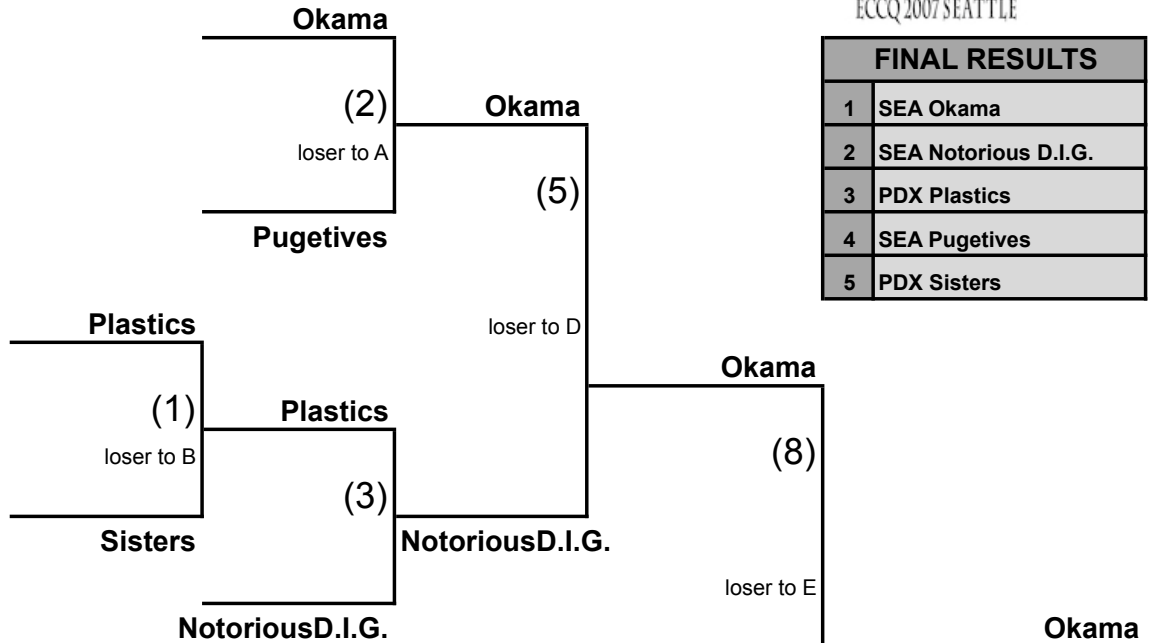 ECCQ 2007 SEATTLE
Okama
FINAL RESULTS
(2)
Okama
1 SEA Okama
loser to A
2 SEA Notorious D.I.G.
(5)
3 PDX Plastics
Pugetives
4 SEA Pugetives
5 PDX Sisters
Plastics
loser to D
Okama
(1)
Plastics
loser to B
(8)
(3)
Sisters
NotoriousD.I.G.
loser to E
NotoriousD.I.G.
Okama